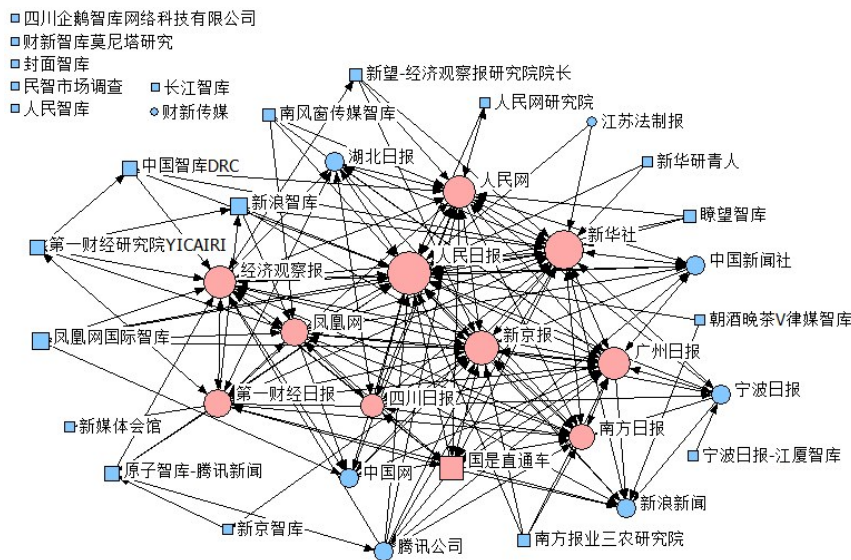 四川企鹅智库网络科技有限公司
财新智库莫尼塔研究
封面智库
民智市场调查
长江智库
人民智库
财新传媒
新望-经济观察报研究院院长
南风窗传媒智库
人民网研究院
江苏法制报
湖北日报
中国智库DRC
人民网
新华研青人
新浪智库
瞭望智库
新华社
第一财经研究院YICAIRI
人民日报
经济观察报
中国新闻社
凤凰网
朝酒晚茶V律媒智库
凤凰网国际智库
新京报
广州日报
第一财经日报
四川日报
宁波日报
新媒体会馆
南方日报
国是直通车
宁波日报-江厦智库
原子智库-腾讯新闻
中国网
新浪新闻
新京智库
腾讯公司
南方报业三农研究院